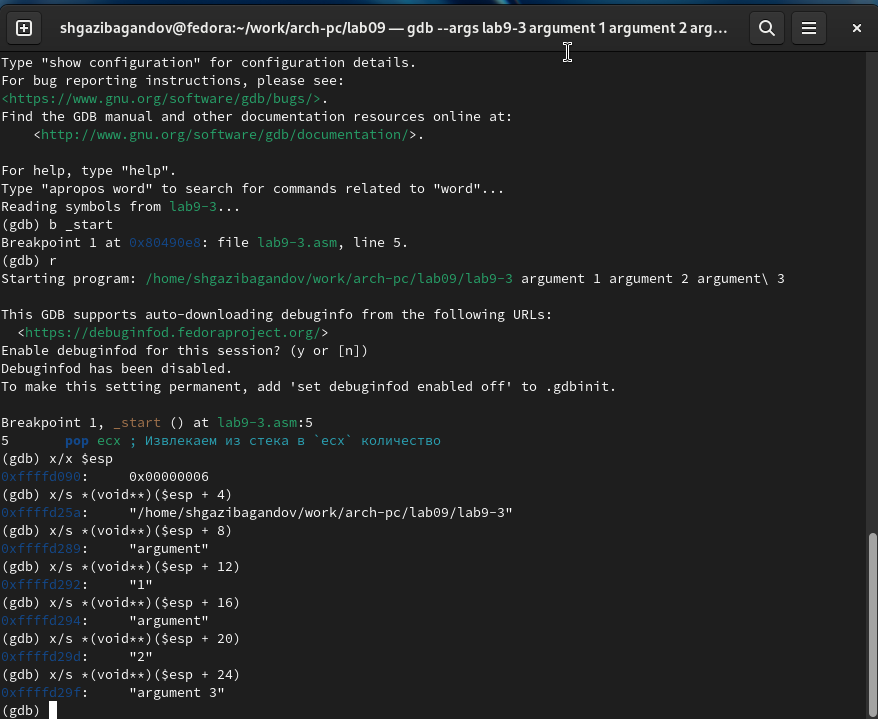 shgazibagandov@fedora:~/work/arch-pc/lab09 — gdb --args lab9-3 argument 1 argument 2 arg...
Type "show configuration" for configuration details.
For bug reporting instructions, please see:
<https://www.gnu.org/software/gdb/bugs/>.
Find the GDB manual and other documentation resources online at:
    <http://www.gnu.org/software/gdb/documentation/>.

For help, type "help".
Type "apropos word" to search for commands related to "word"...
Reading symbols from lab9-3...
(gdb) b _start
Breakpoint 1 at 0x80490e8: file lab9-3.asm, line 5.
(gdb) r
Starting program: /home/shgazibagandov/work/arch-pc/lab09/lab9-3 argument 1 argument 2 argument\ 3

This GDB supports auto-downloading debuginfo from the following URLs:
  <https://debuginfod.fedoraproject.org/>
Enable debuginfod for this session? (y or [n])
Debuginfod has been disabled.
To make this setting permanent, add 'set debuginfod enabled off' to .gdbinit.

Breakpoint 1, _start () at lab9-3.asm:5
5       pop ecx ; Извлекаем из стека в `ecx` количество
(gdb) x/x $esp
0xffffd090:     0x00000006
(gdb) x/s *(void**)($esp + 4)
0xffffd25a:     "/home/shgazibagandov/work/arch-pc/lab09/lab9-3"
(gdb) x/s *(void**)($esp + 8)
0xffffd289:     "argument"
(gdb) x/s *(void**)($esp + 12)
0xffffd292:     "1"
(gdb) x/s *(void**)($esp + 16)
0xffffd294:     "argument"
(gdb) x/s *(void**)($esp + 20)
0xffffd29d:     "2"
(gdb) x/s *(void**)($esp + 24)
0xffffd29f:     "argument 3"
(gdb)